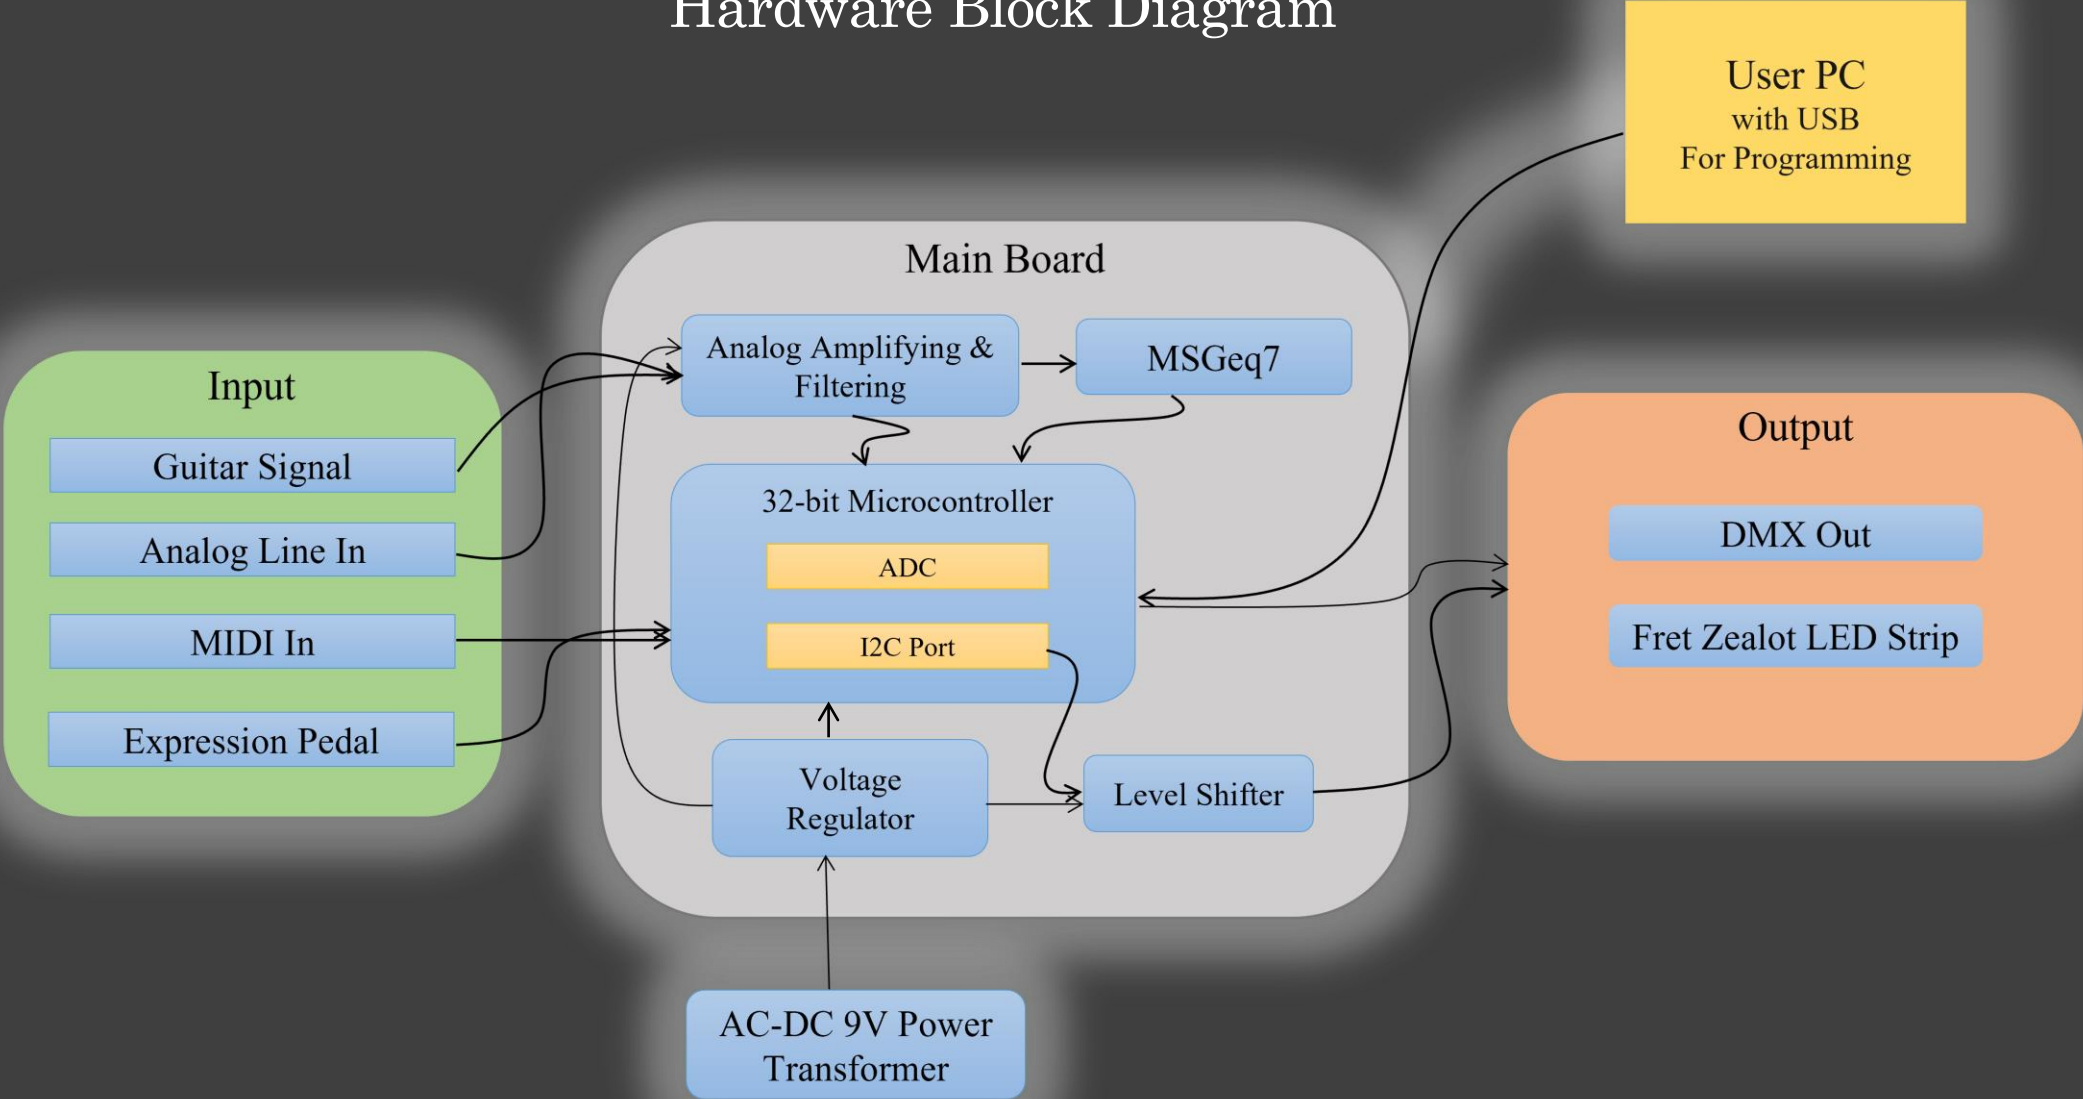 Hardware Block Diagram
User PC
with USB
For Programming
Main Board
Analog Amplifying &
Filtering
MSGeq7
Input
Guitar Signal
Analog Line In
MIDI In
Expression Pedal
32-bit Microcontroller
ADC
I2C Port
Voltage
Regulator
Level Shifter
Output
DMX Out
Fret Zealot LED Strip
AC-DC 9V Power
Transformer